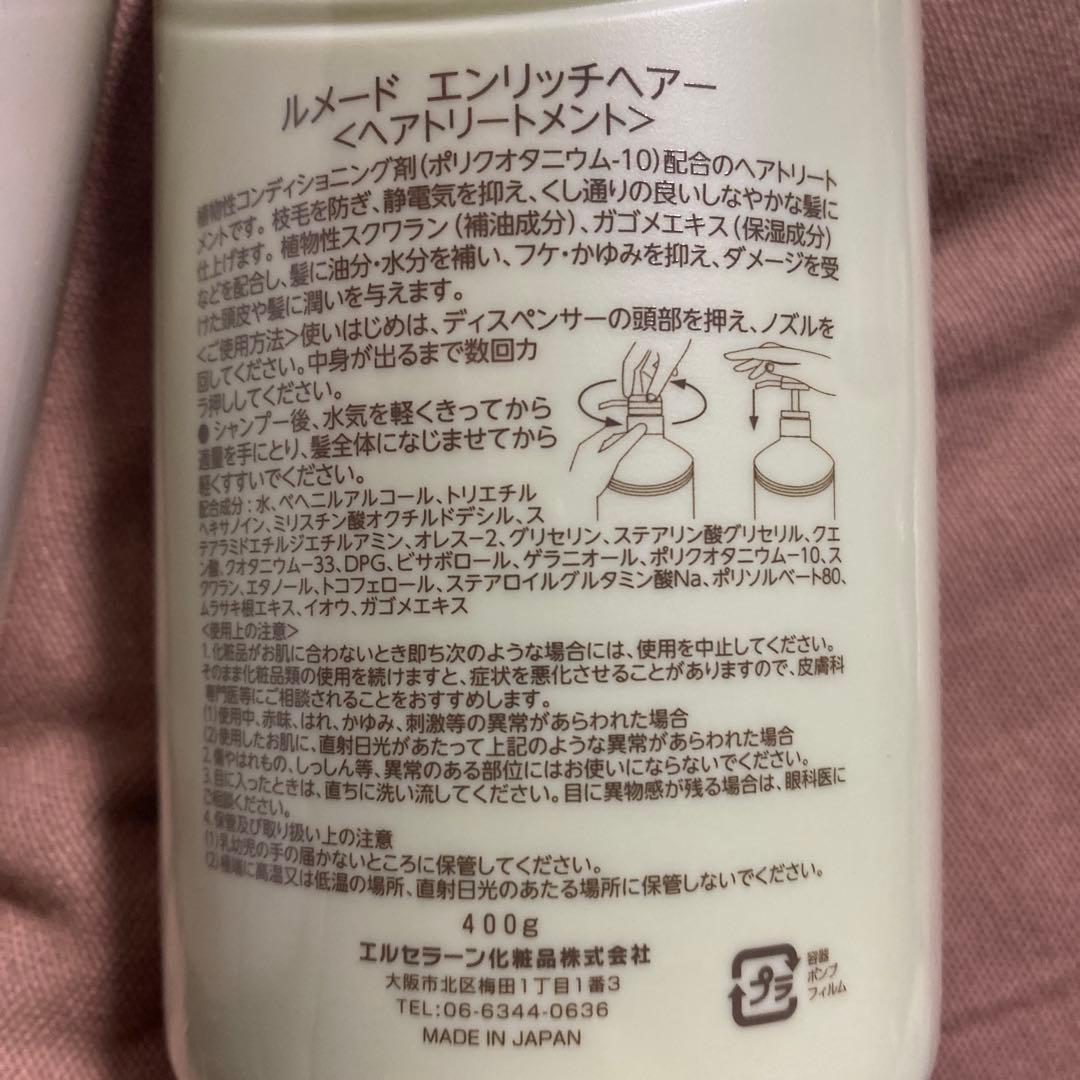 ルメード エンリッチヘアー
<ヘアトリートメント>
植物性コンディショニング剤(ポリクオタニウム-10)配合のヘアトリート
メントです。枝毛を防ぎ、静電気を抑え、くし通りの良いしなやかな髪に
仕上げます。植物性スクワラン(補油成分)、ガゴメエキス(保湿成分)
などを配合し、髪に油分・水分を補い、フケ・かゆみを抑え、ダメージを受
けた頭皮や髪に潤いを与えます。
<ご使用方法>使いはじめは、ディスペンサーの頭部を押え、ノズルを
回してください。中身が出るまで数回カ
ラ押ししてください。
●シャンプー後、水気を軽くきってから
適量を手にとり、髪全体になじませてから
軽くすすいでください。
配合成分:水、ベヘニルアルコール、トリエチル
ヘキサノイン、ミリスチン酸オクチルドデシル、ス
テアラミドエチルジエチルアミン、オレス−2、グリセリン、ステアリン酸グリセリル、クエ
ン酸、クオタニウム−33、DPG、ビサボロール、ゲラニオール、ポリクオタニウム−10、ス
クワラン、エタノール、トコフェロール、ステアロイルグルタミン酸Na、ポリソルベート80、
ムラサキ根エキス、イオウ、ガゴメエキス
<使用上の注意>
1.化粧品がお肌に合わないとき即ち次のような場合には、使用を中止してください。
そのまま化粧品類の使用を続けますと、症状を悪化させることがありますので、皮膚科
専門医等にご相談されることをおすすめします。
(1)使用中、赤味、はれ、かゆみ、刺激等の異常があらわれた場合
(2)使用したお肌に、直射日光があたって上記のような異常があらわれた場合
2.傷やはれもの、しっしん等、異常のある部位にはお使いにならないでください。
3.目に入ったときは、直ちに洗い流してください。目に異物感が残る場合は、眼科医に
ご相談ください。
4.保管及び取り扱い上の注意
(1)乳幼児の手の届かないところに保管してください。
(2)極端に高温又は低温の場所、直射日光のあたる場所に保管しないでください。
400g
エルセラーン化粧品株式会社
大阪市北区梅田1丁目1番3
TEL:06-6344-0636
MADE IN JAPAN
プラ
容器
ポンプ
フィルム